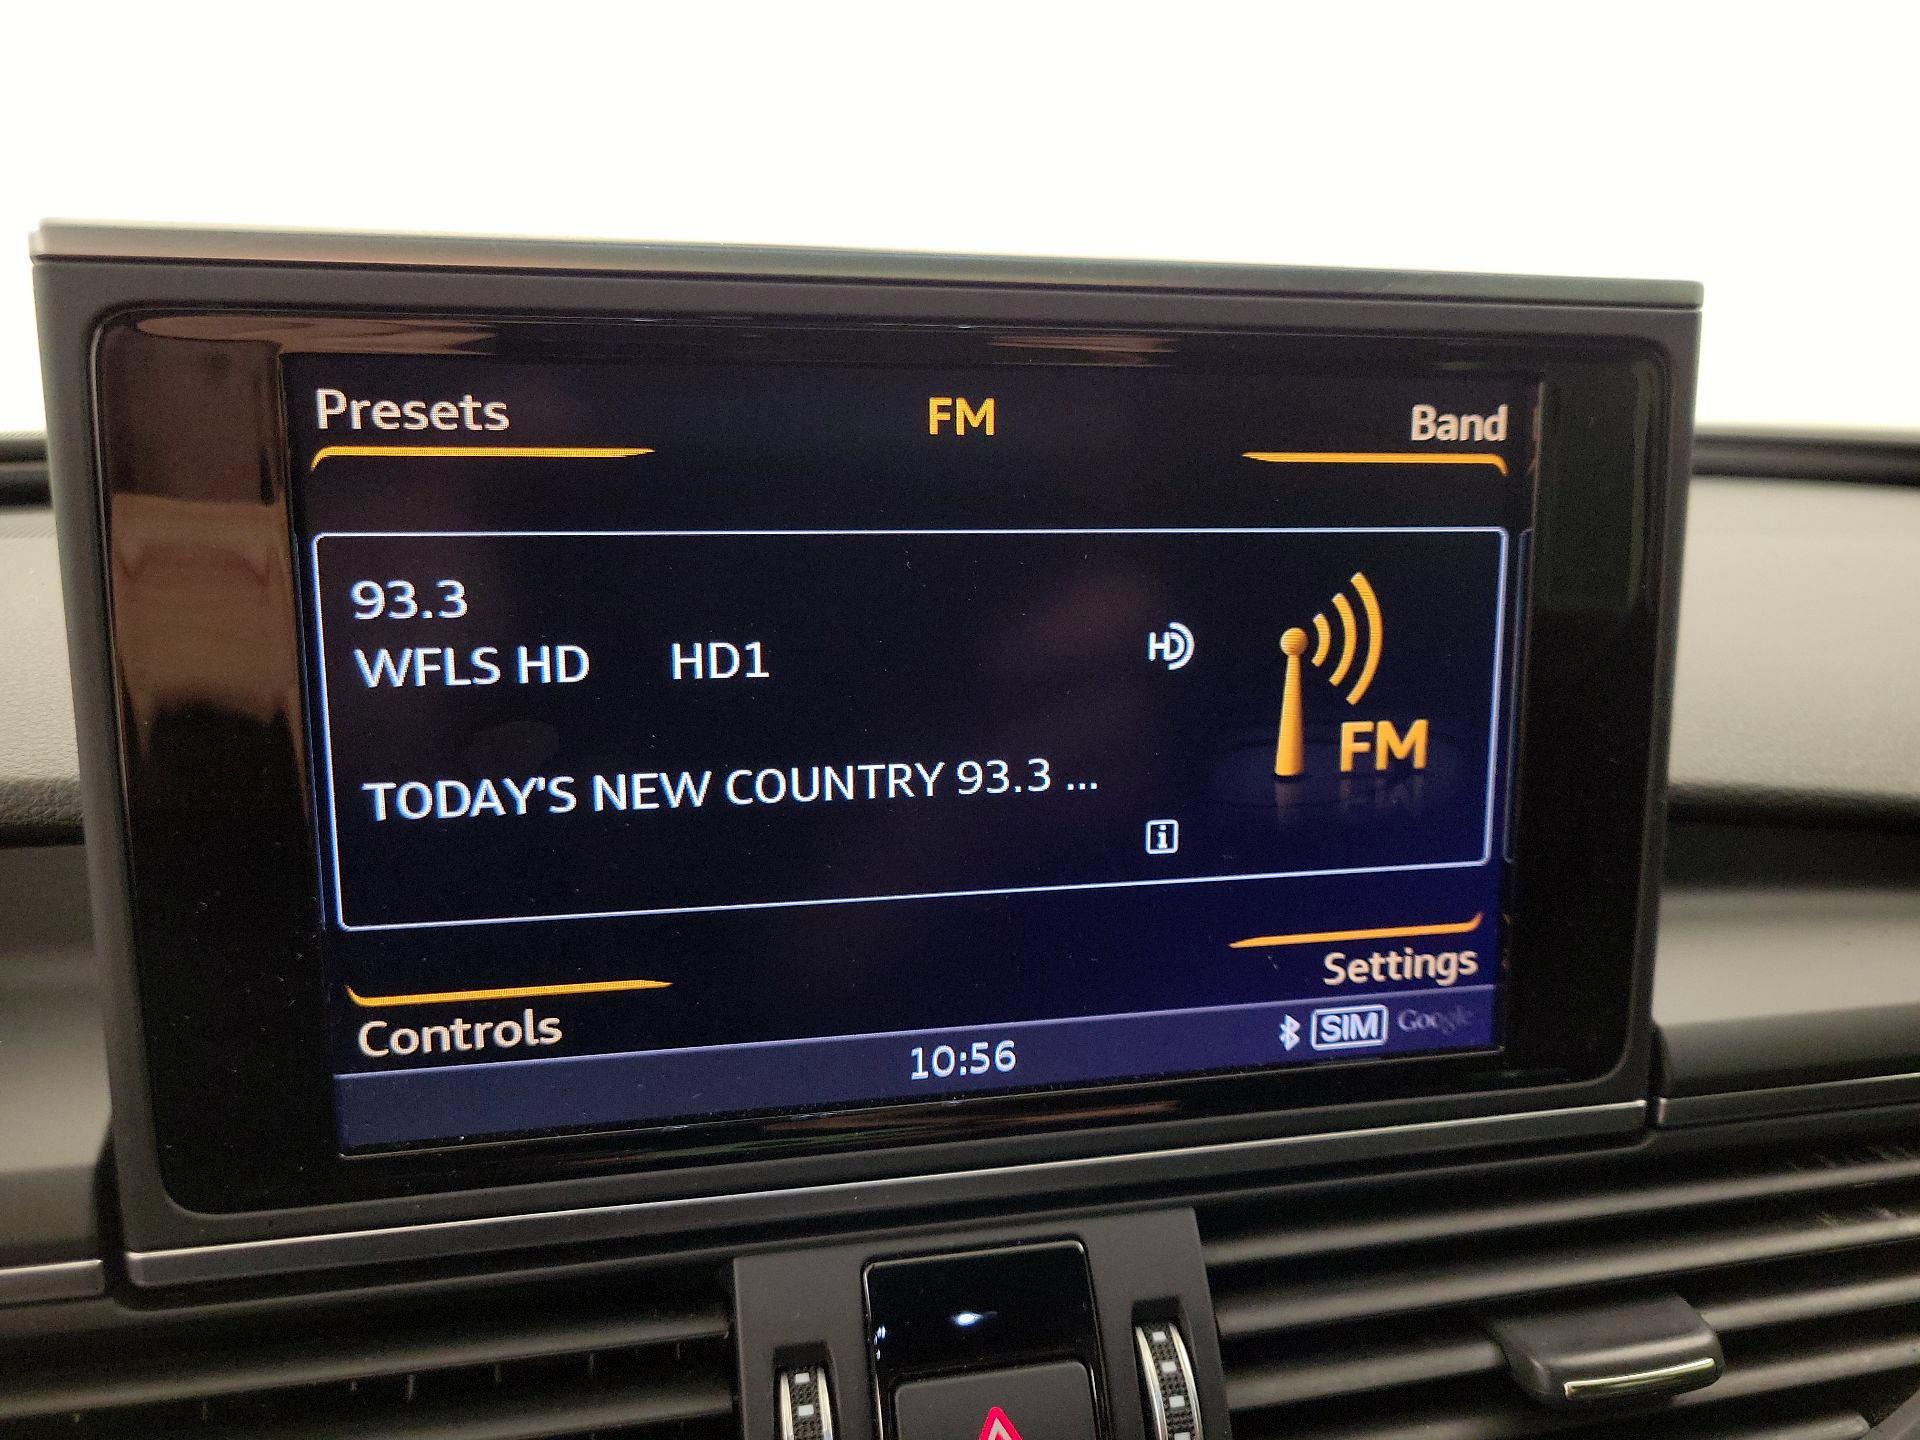 Presets FM Band
93.3
WFLS HD HD1 HD
TODAY'S NEW COUNTRY 93.3 ...
FM
i
Settings
Controls
10:56 SIM Google